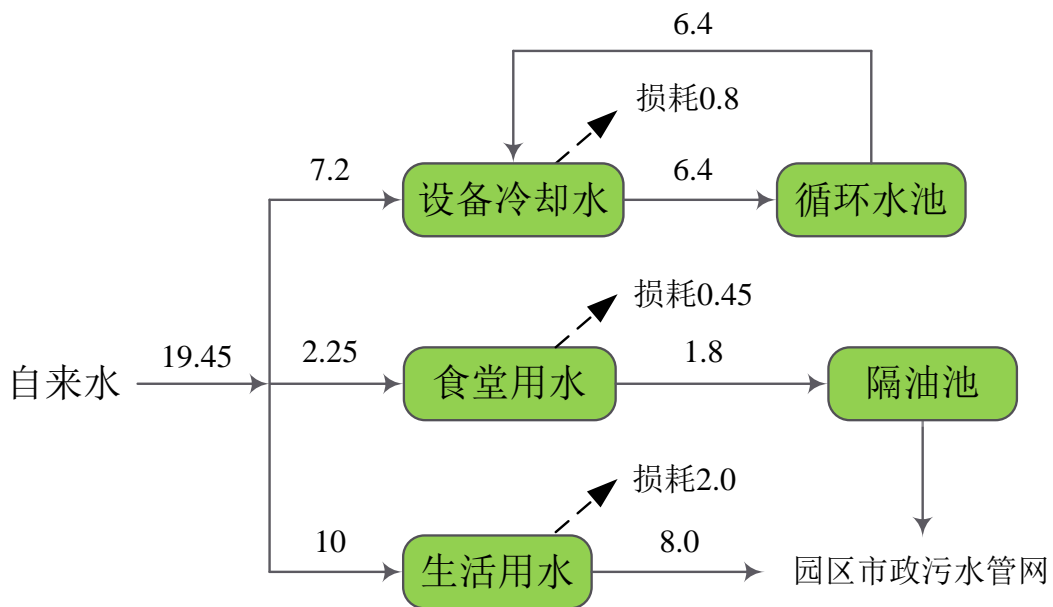 6.4
损耗0.8
7.2
设备冷却水
6.4
循环水池
损耗0.45
自来水
19.45
2.25
食堂用水
1.8
隔油池
损耗2.0
10
生活用水
8.0
园区市政污水管网